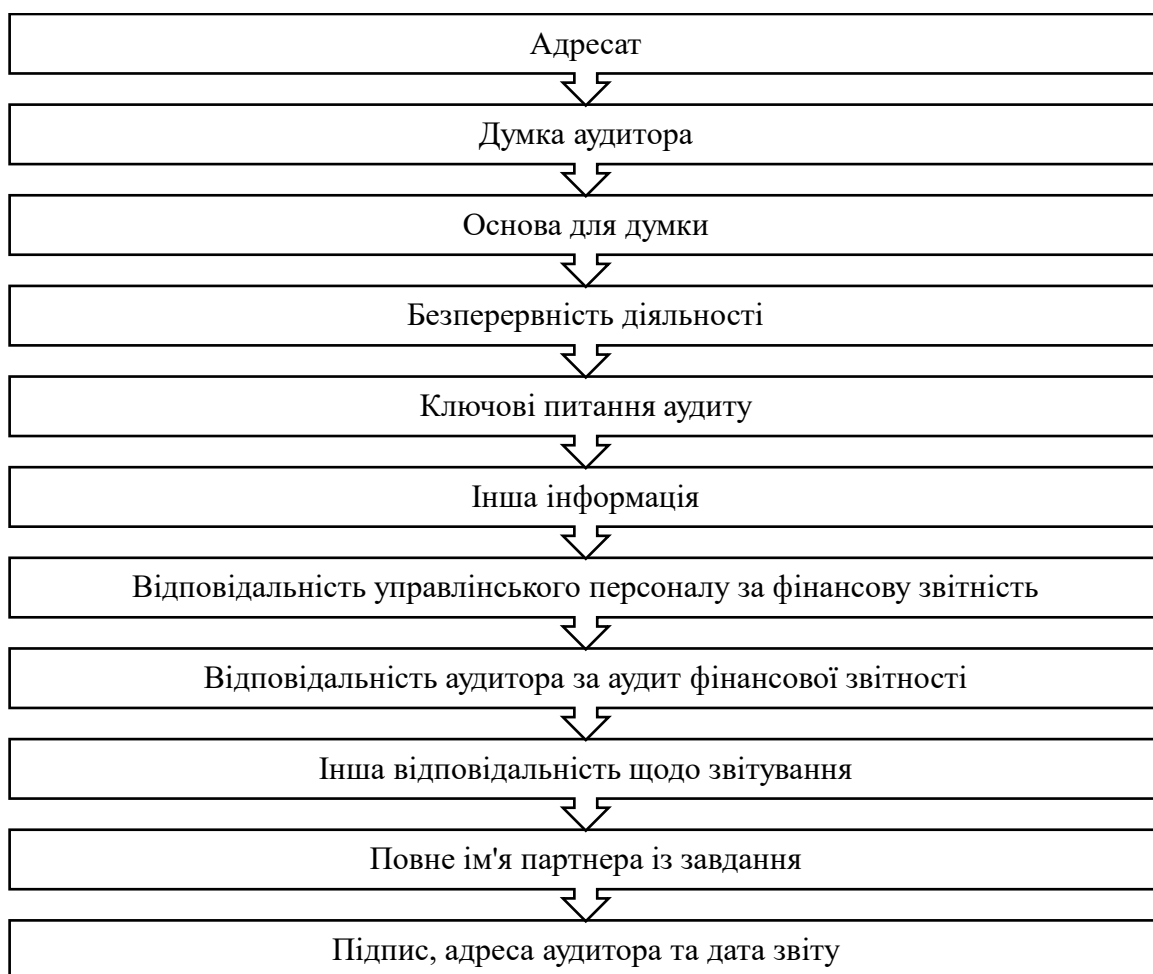 Адресат
Думка аудитора
Основа для думки
Безперервність діяльності
Ключові питання аудиту
Інша інформація
Відповідальність управлінського персоналу за фінансову звітність
Відповідальність аудитора за аудит фінансової звітності
Інша відповідальність щодо звітування
Повне ім'я партнера із завдання
Підпис, адреса аудитора та дата звіту